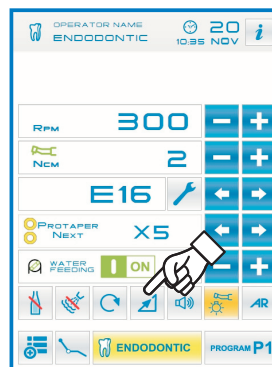 OPERATOR NAME
ENDODONTIC
10:35
20
NOV
i
RPM 300 - +
NCM 2 - +
E16
PROTAPER
NEXT X5
WATER
FEEDING I ON - +
AR
ENDODONTIC PROGRAM P1